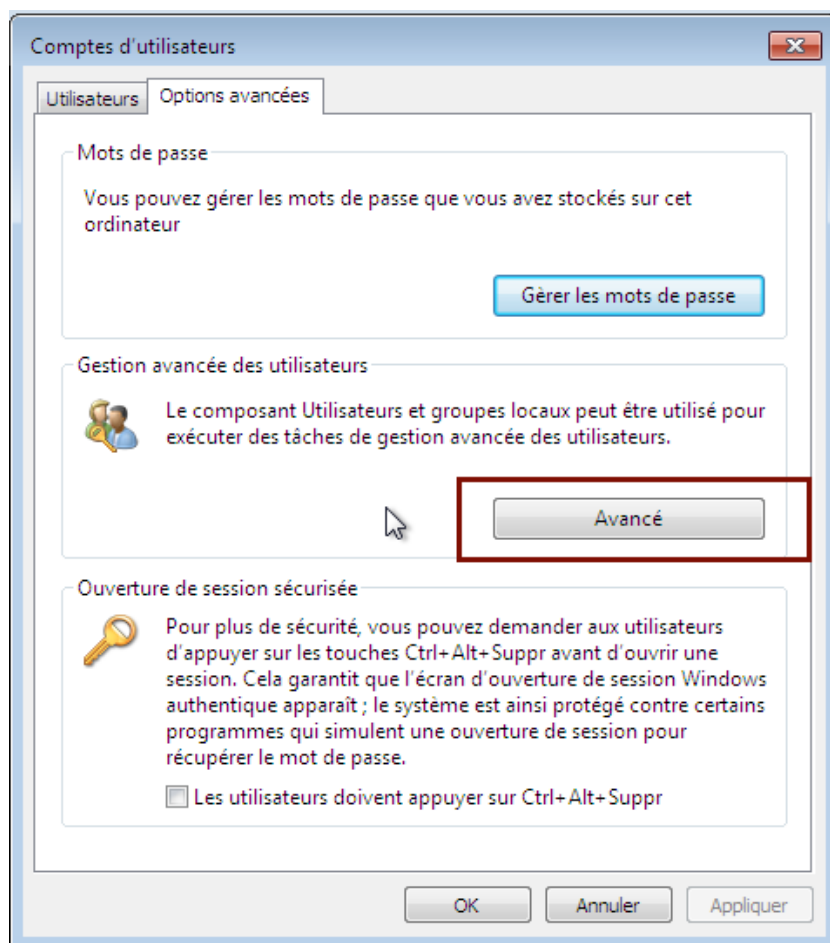 Comptes d'utilisateurs
Utilisateurs
Options avancées
Mots de passe
Vous pouvez gérer les mots de passe que vous avez stockés sur cet
ordinateur
Gèrer les mots de passe
Gestion avancée des utilisateurs
Le composant Utilisateurs et groupes locaux peut être utilisé pour
exécuter des tâches de gestion avancée des utilisateurs.
Avancé
Ouverture de session sécurisée
Pour plus de sécurité, vous pouvez demander aux utilisateurs
d'appuyer sur les touches Ctrl+Alt+Suppr avant d'ouvrir une
session. Cela garantit que l'écran d'ouverture de session Windows
authentique apparaît ; le système est ainsi protégé contre certains
programmes qui simulent une ouverture de session pour
récupérer le mot de passe.
Les utilisateurs doivent appuyer sur Ctrl+Alt+Suppr
OK
Annuler
Appliquer